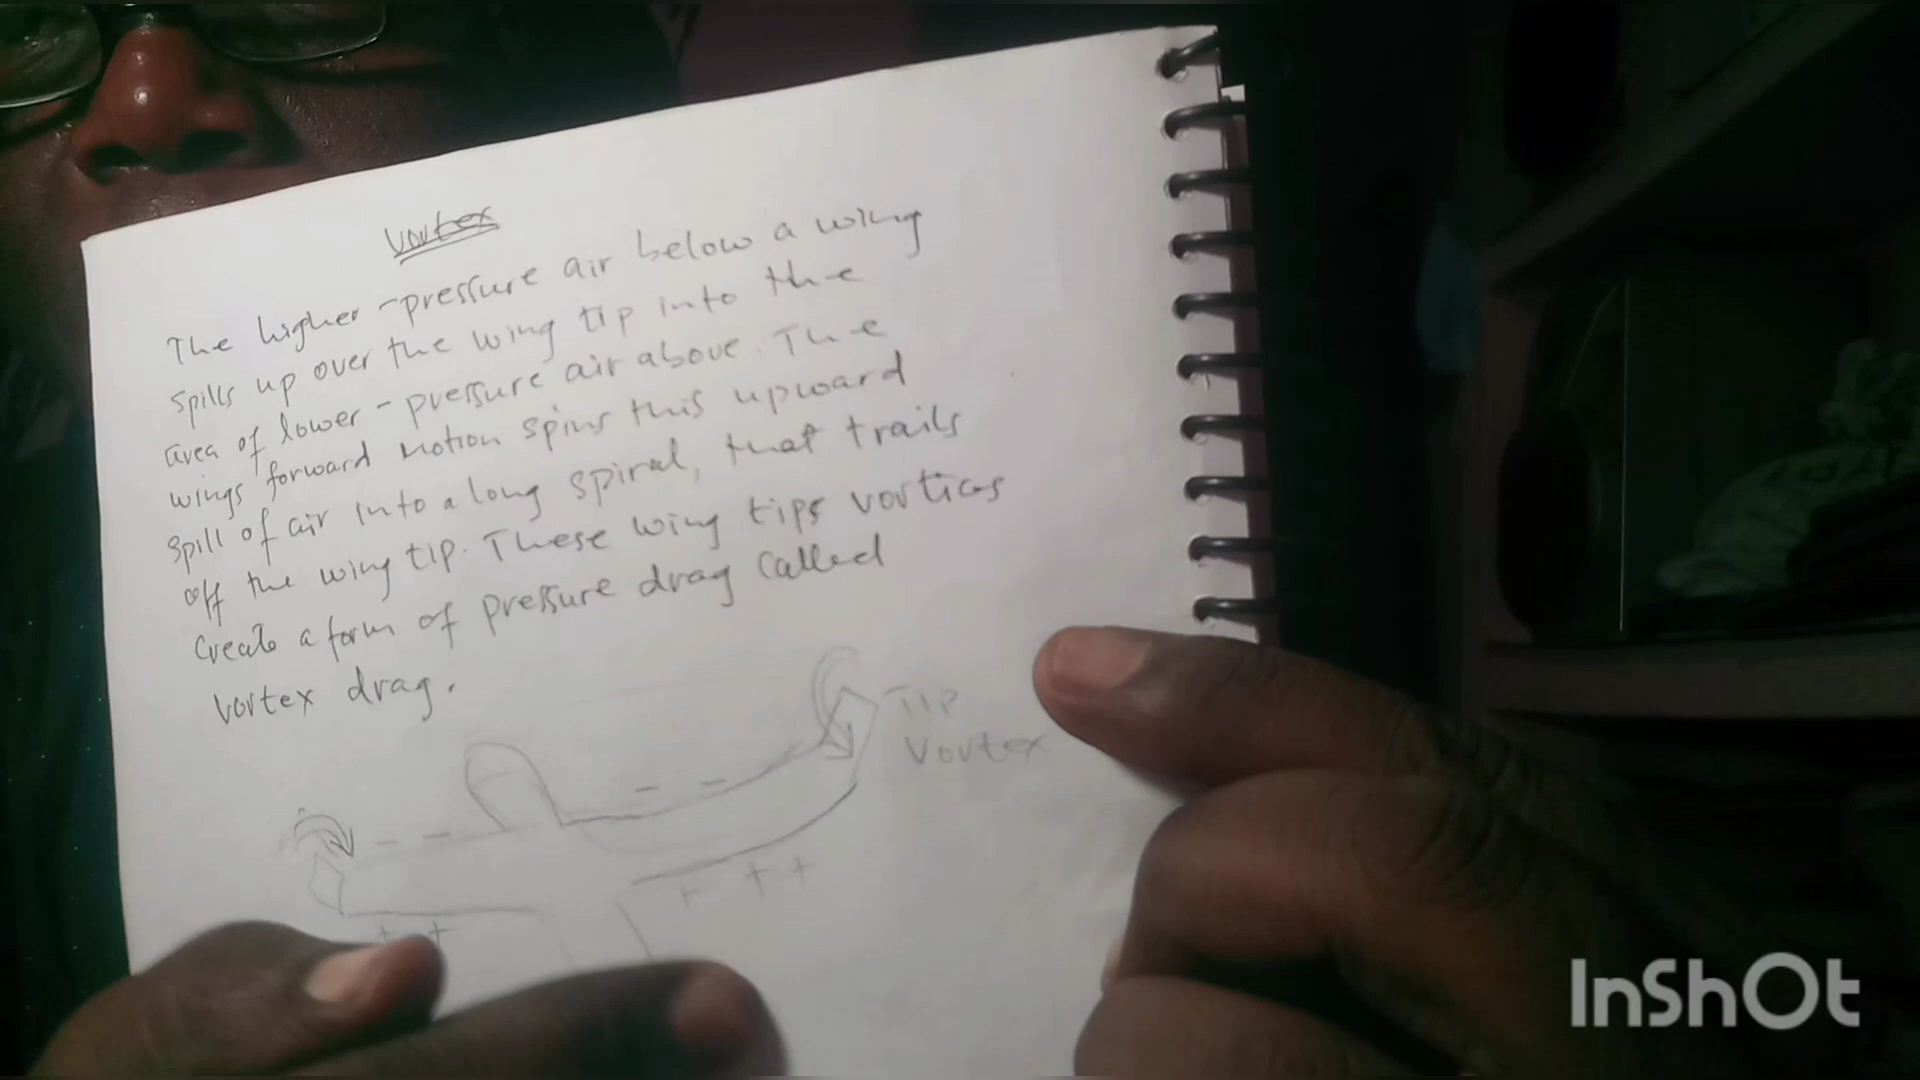 Vortex
The higher-pressure air below a wing
spills up over the wing tip into the
area of lower-pressure air above. The
wings forward motion spins this upward
spill of air into a long spiral, that trails
off the wing tip. These wing tips vortices
create a form of pressure drag called
vortex drag.
Tip
Vortex
- -
- -
+ + +
+ +
InShOt